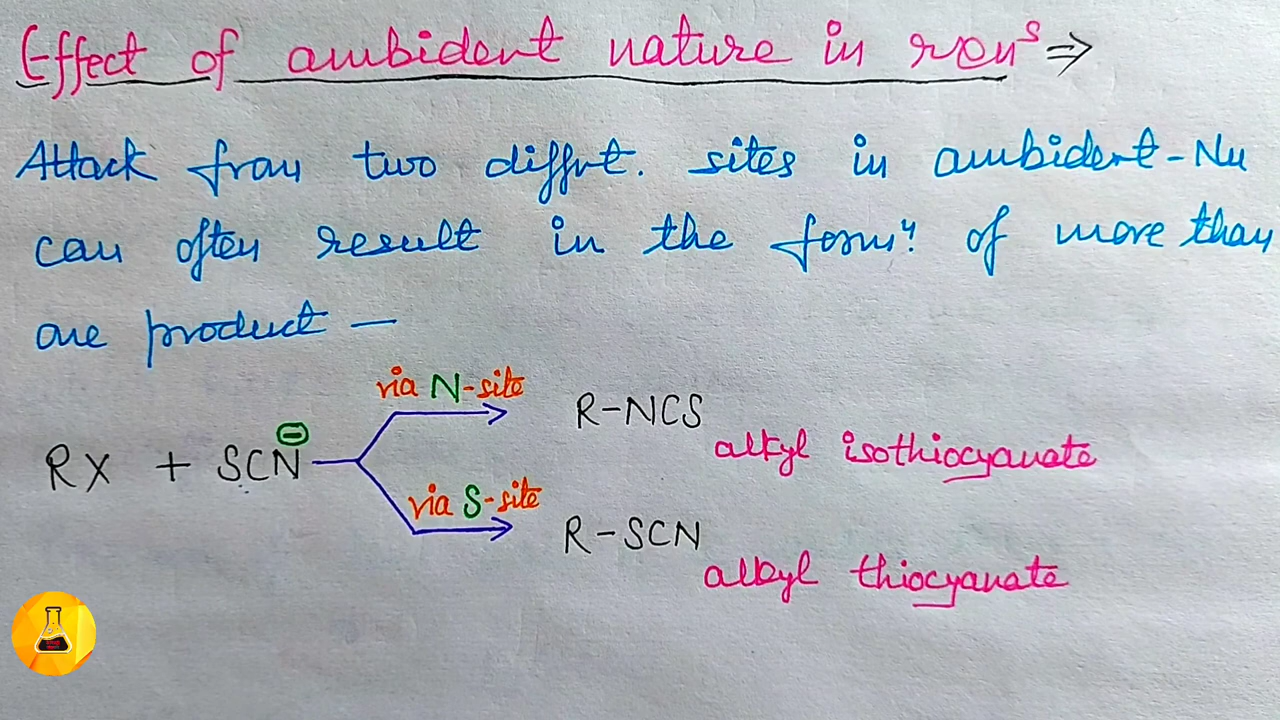 Effect of ambident nature in rxnˢ ⇒
Attack from two diffrt. sites in ambident-Nu
can often result in the formⁿ. of more than
one product —
via N-site
R-NCS
alkyl isothiocyanate
RX + SCN⊖
via S-site
R-SCN
alkyl thiocyanate